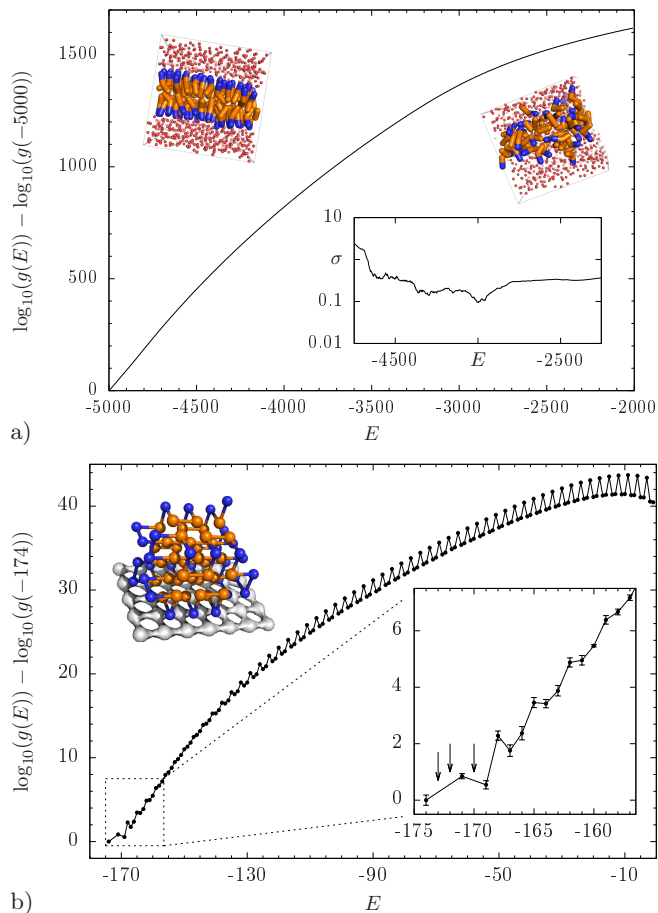 1500
1000
500
0
log₁₀(g(E)) − log₁₀(g(−5000))
10
σ
0.1
0.01
-4500
E
-2500
-5000 -4500 -4000 -3500 -3000 -2500 -2000
E
a)
40
30
20
10
0
log₁₀(g(E)) − log₁₀(g(−174))
6
4
2
0
-175 -170 -165 -160
-170 -130 -90 -50 -10
E
b)